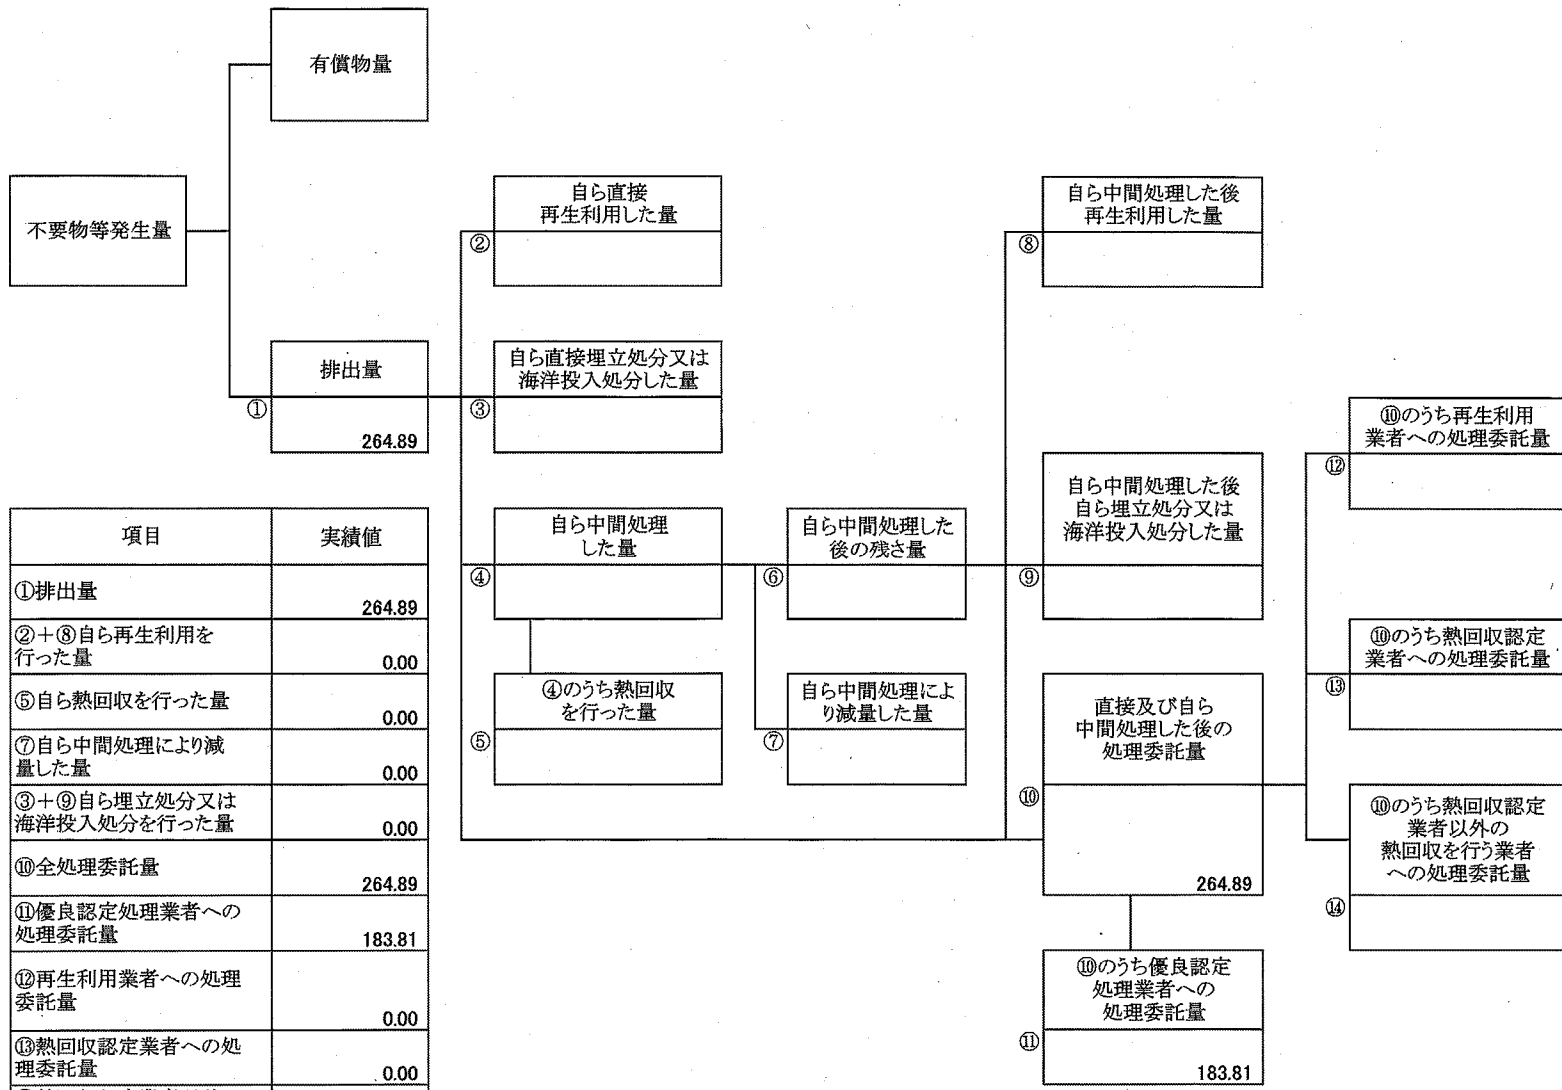 有償物量
不要物等発生量
自ら直接
再生利用した量
②
自ら中間処理した後
再生利用した量
⑧
排出量
①
264.89
自ら直接埋立処分又は
海洋投入処分した量
③
⑩のうち再生利用
業者への処理委託量
⑫
自ら中間処理した後
自ら埋立処分又は
海洋投入処分した量
⑨
自ら中間処理
した量
④
自ら中間処理した
後の残さ量
⑥
⑩のうち熱回収認定
業者への処理委託量
⑬
④のうち熱回収
を行った量
⑤
自ら中間処理によ
り減量した量
⑦
直接及び自ら
中間処理した後の
処理委託量
⑩
264.89
⑩のうち熱回収認定
業者以外の
熱回収を行う業者
への処理委託量
⑭
⑩のうち優良認定
処理業者への
処理委託量
⑪
183.81
項目 実績値
①排出量 264.89
②+⑧自ら再生利用を
行った量 0.00
⑤自ら熱回収を行った量 0.00
⑦自ら中間処理により減
量した量 0.00
③+⑨自ら埋立処分又は
海洋投入処分を行った量 0.00
⑩全処理委託量 264.89
⑪優良認定処理業者への
処理委託量 183.81
⑫再生利用業者への処理
委託量 0.00
⑬熱回収認定業者への処
理委託量 0.00